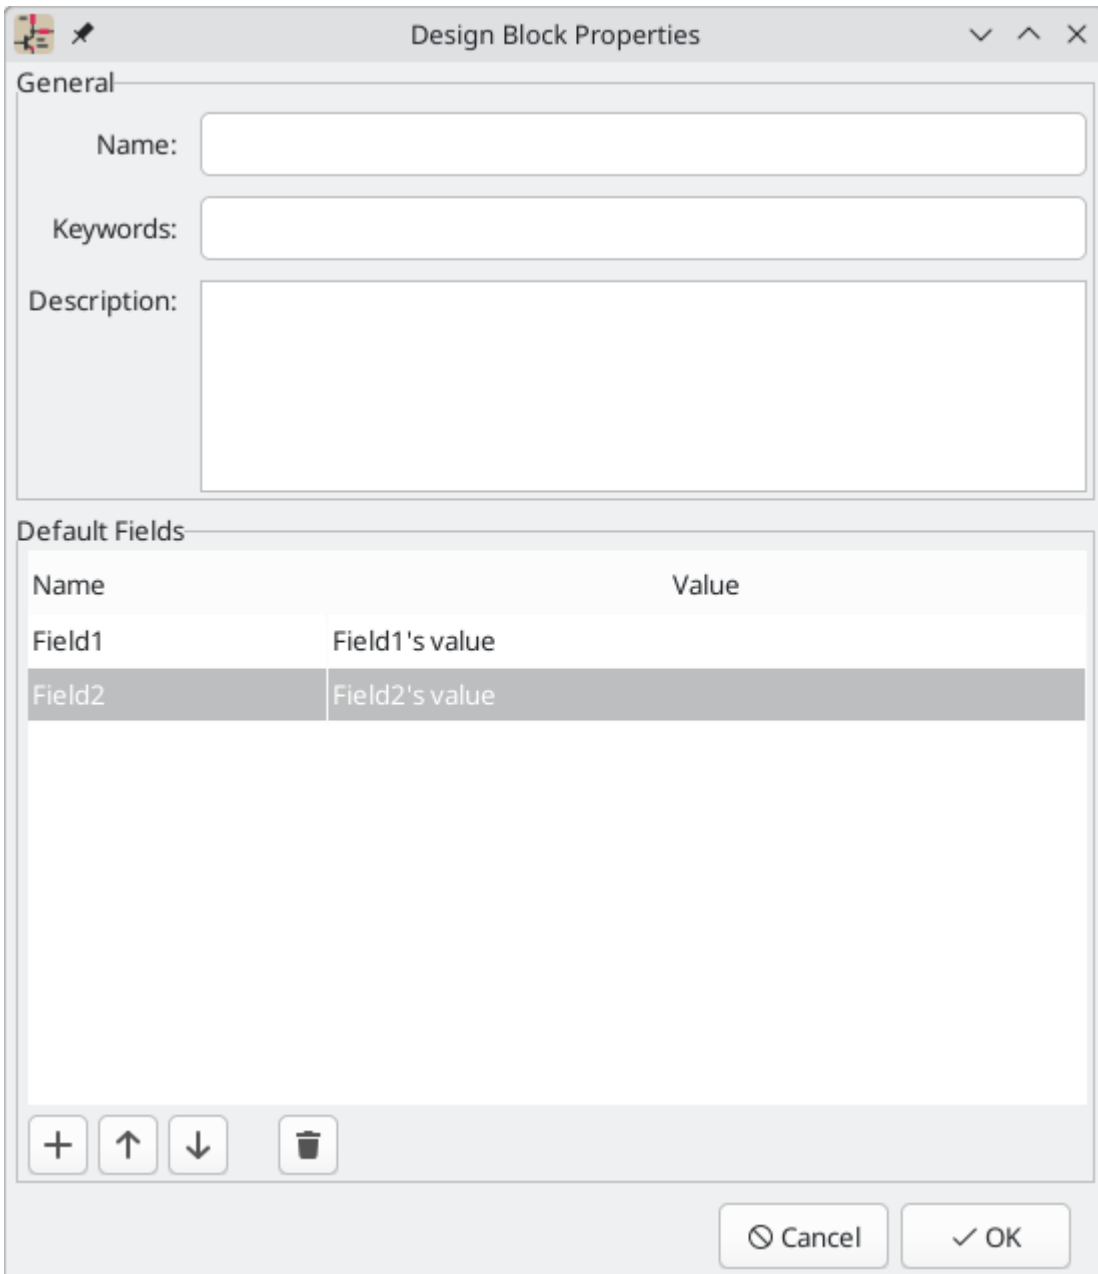 Design Block Properties
General
Name:
Keywords:
Description:
Default Fields
Name Value
Field1 Field1's value
Field2 Field2's value
Cancel OK